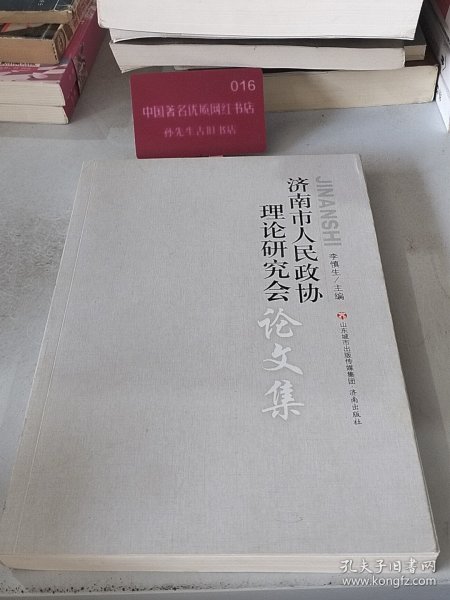 016
中国著名优质网红书店
孙先生古旧书店
JINANSHI
济南市人民政协
理论研究会
论文集
李慎生/主编
山东城市出版传媒集团·济南出版社
孔夫子旧书网
www.kongfz.com